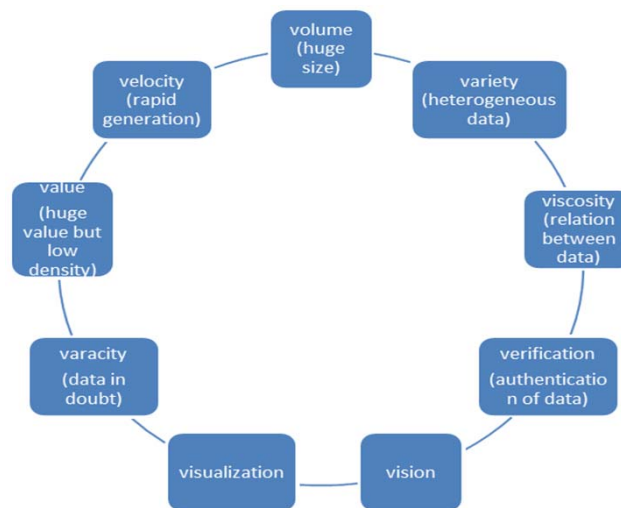 volume
(huge
size)
variety
(heterogeneous
data)
viscosity
(relation
between
data)
verification
(authenticatio
n of data)
vision
visualization
varacity
(data in
doubt)
value
(huge
value but
low
density)
velocity
(rapid
generation)